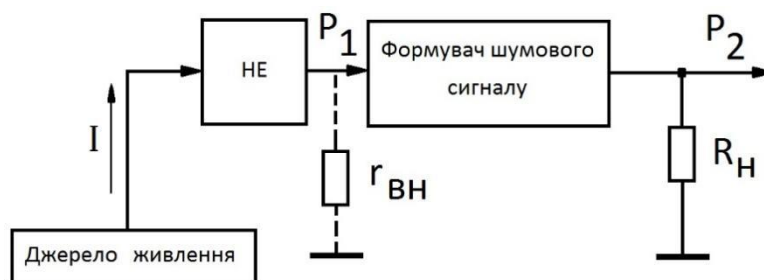 P1
НЕ
Формувач шумового
сигналу
P2
I
rВН
RН
Джерело живлення